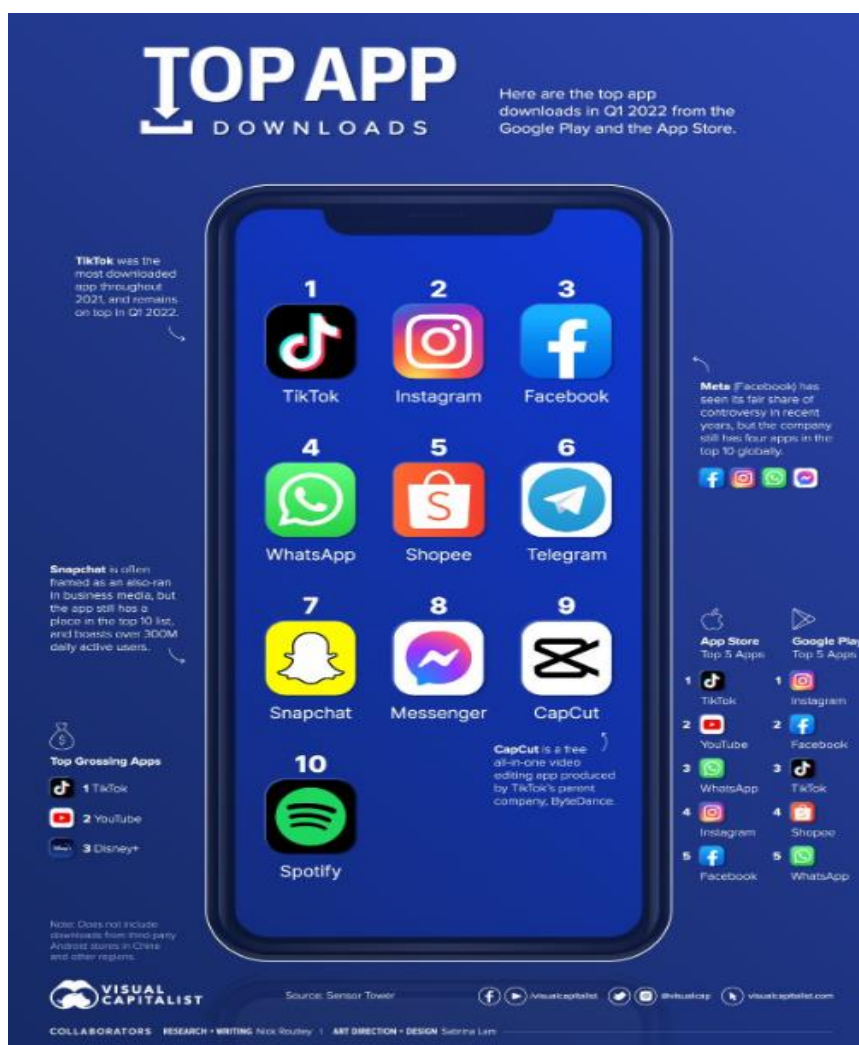 TOP APP
DOWNLOADS
Here are the top app
downloads in Q1 2022 from the
Google Play and the App Store.
TikTok was the
most downloaded
app throughout
2021, and remains
on top in Q1 2022.
1
TikTok
2
Instagram
3
Facebook
Meta (Facebook) has
seen its fair share of
controversy in recent
years, but the company
still has four apps in the
top 10 globally.
4
WhatsApp
5
Shopee
6
Telegram
Snapchat is often
framed as an also-ran
in business media, but
the app still has a
place in the top 10 list,
and boasts over 300M
daily active users.
7
Snapchat
8
Messenger
9
CapCut
CapCut is a free
all-in-one video
editing app produced
by TikTok's parent
company, ByteDance.
10
Spotify
App Store
Top 5 Apps
1
TikTok
2
YouTube
3
WhatsApp
4
Instagram
5
Facebook
Google Play
Top 5 Apps
1
Instagram
2
Facebook
3
TikTok
4
Shopee
5
WhatsApp
Top Grossing Apps
1 TikTok
2 YouTube
3 Disney+
Note: Does not include
downloads from third-party
Android stores in China
and other regions.
VISUAL
CAPITALIST
Source: Sensor Tower
/visualcapitalist
@visualcap
visualcapitalist.com
COLLABORATORS RESEARCH + WRITING Nick Routley | ART DIRECTION + DESIGN Sabrina Lam